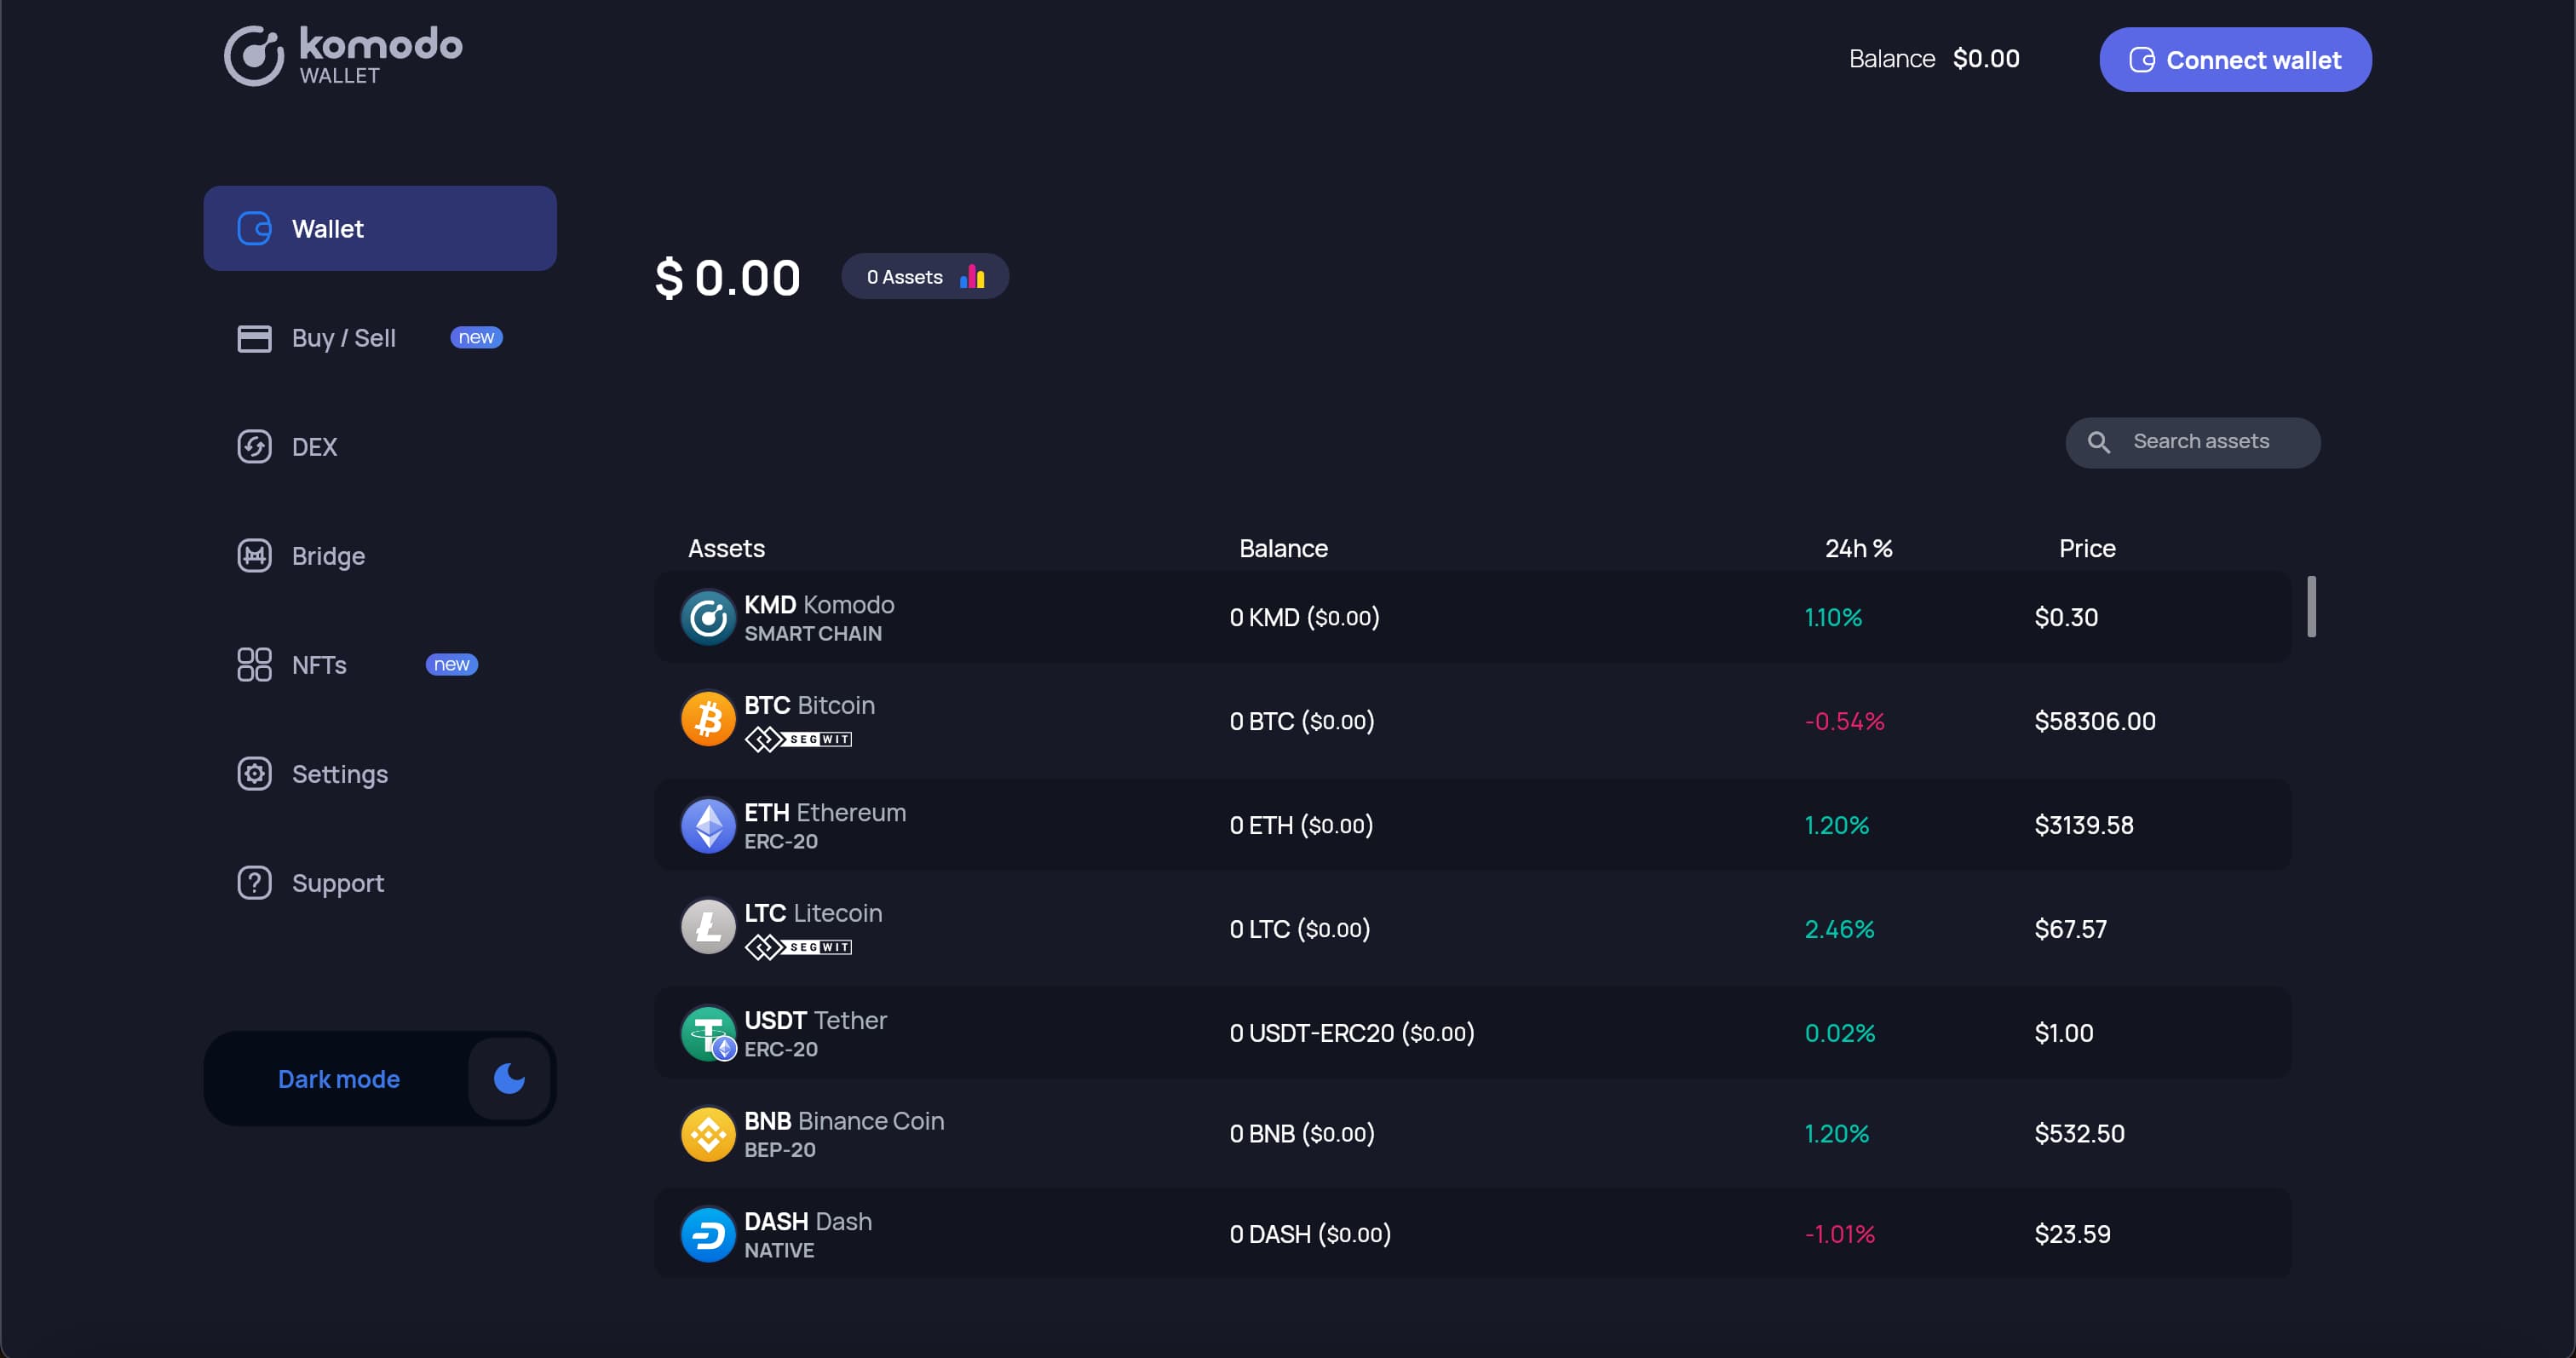 komodo
WALLET
Balance $0.00
Connect wallet
Wallet
Buy / Sell new
DEX
Bridge
NFTs new
Settings
Support
Dark mode
$ 0.00
0 Assets
Search assets
Assets Balance 24h % Price
KMD Komodo
SMART CHAIN
0 KMD ($0.00) 1.10% $0.30
BTC Bitcoin
SEGWIT
0 BTC ($0.00) -0.54% $58306.00
ETH Ethereum
ERC-20
0 ETH ($0.00) 1.20% $3139.58
LTC Litecoin
SEGWIT
0 LTC ($0.00) 2.46% $67.57
USDT Tether
ERC-20
0 USDT-ERC20 ($0.00) 0.02% $1.00
BNB Binance Coin
BEP-20
0 BNB ($0.00) 1.20% $532.50
DASH Dash
NATIVE
0 DASH ($0.00) -1.01% $23.59